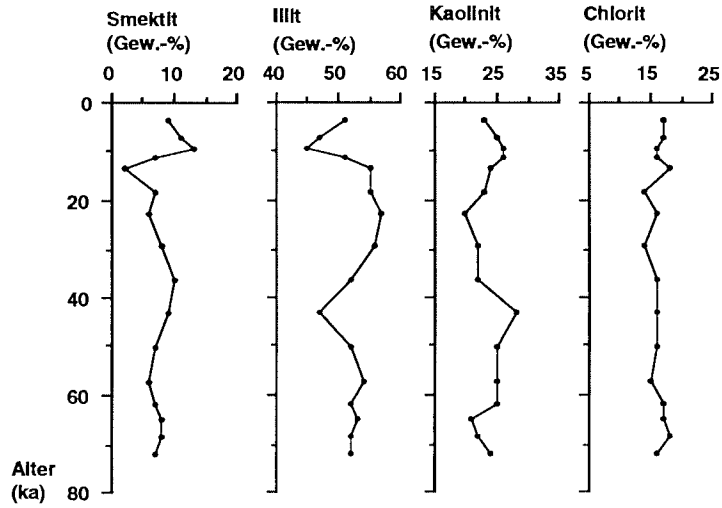 Smektit Illit Kaolinit Chlorit
(Gew.-%) (Gew.-%) (Gew.-%) (Gew.-%)
0 10 20 40 50 60 15 25 35 5 15 25
0
20
40
60
Alter
(ka)
80